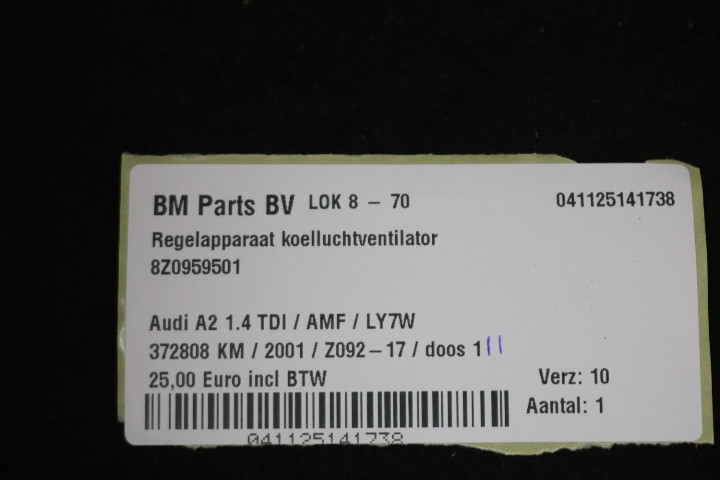 BM Parts BV LOK 8 – 70 041125141738
Regelapparaat koelluchtventilator
8Z0959501
Audi A2 1.4 TDI / AMF / LY7W
372808 KM / 2001 / Z092–17 / doos 111
25,00 Euro incl BTW Verz: 10
Aantal: 1
041125141738